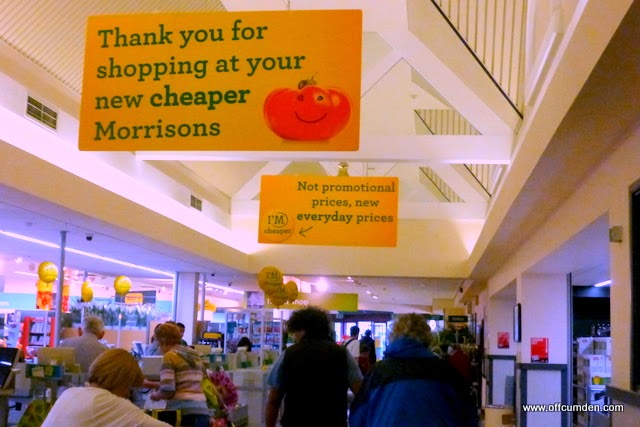 Thank you for
shopping at your
new cheaper
Morrisons
Not promotional
prices, new
everyday prices
I'M
cheaper
I'M
www.offcumden.com